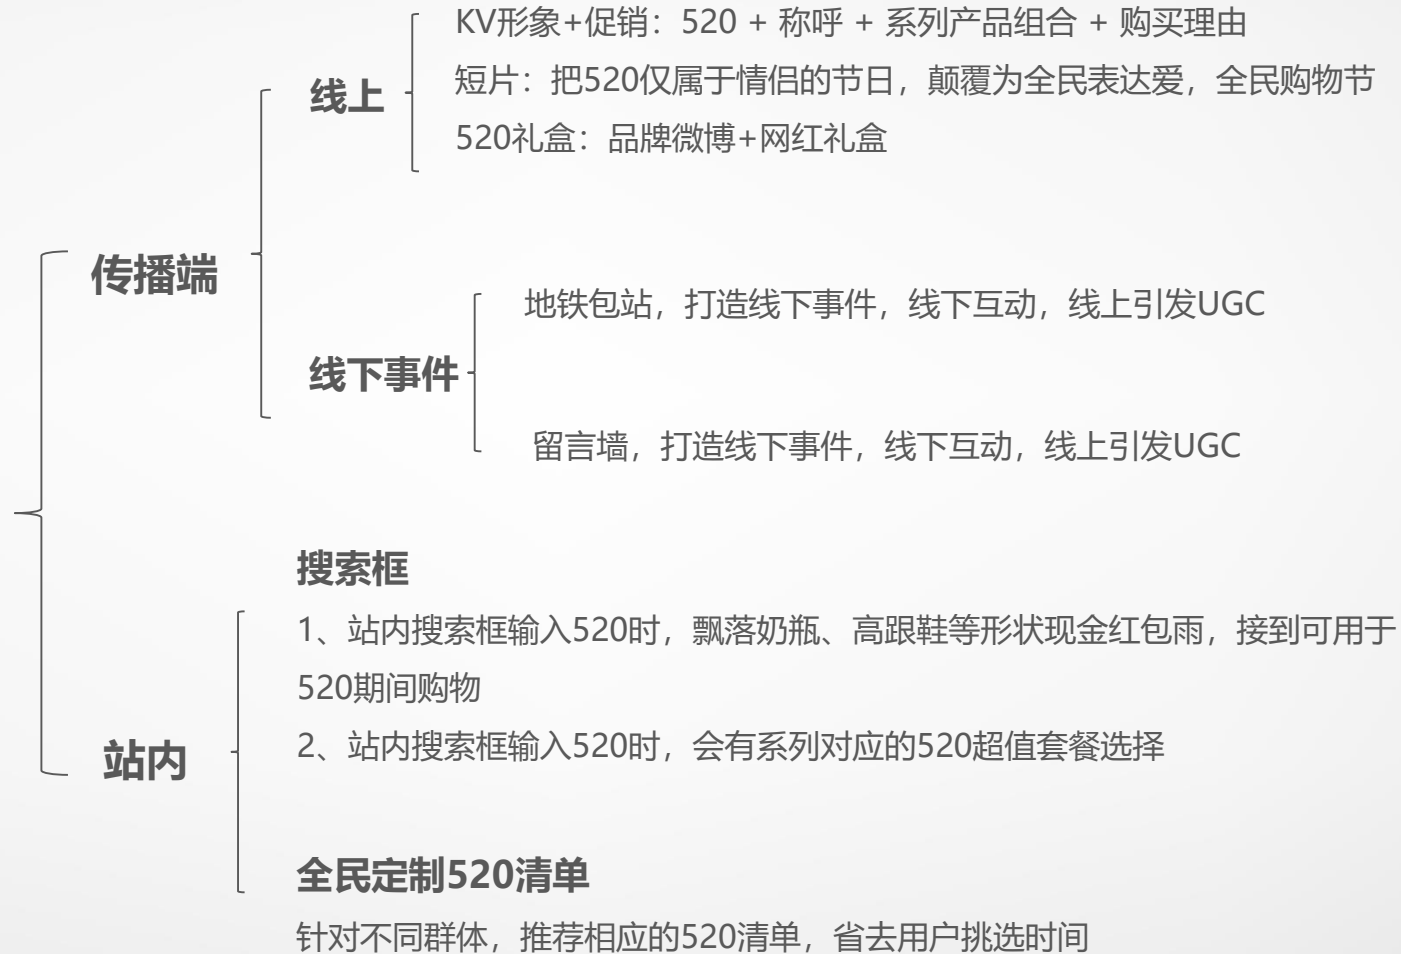 KV形象+促销：520 + 称呼 + 系列产品组合 + 购买理由
线上
短片：把520仅属于情侣的节日，颠覆为全民表达爱，全民购物节
520礼盒：品牌微博+网红礼盒
传播端
地铁包站，打造线下事件，线下互动，线上引发UGC
线下事件
留言墙，打造线下事件，线下互动，线上引发UGC
搜索框
1、站内搜索框输入520时，飘落奶瓶、高跟鞋等形状现金红包雨，接到可用于
520期间购物
2、站内搜索框输入520时，会有系列对应的520超值套餐选择
站内
全民定制520清单
针对不同群体，推荐相应的520清单，省去用户挑选时间